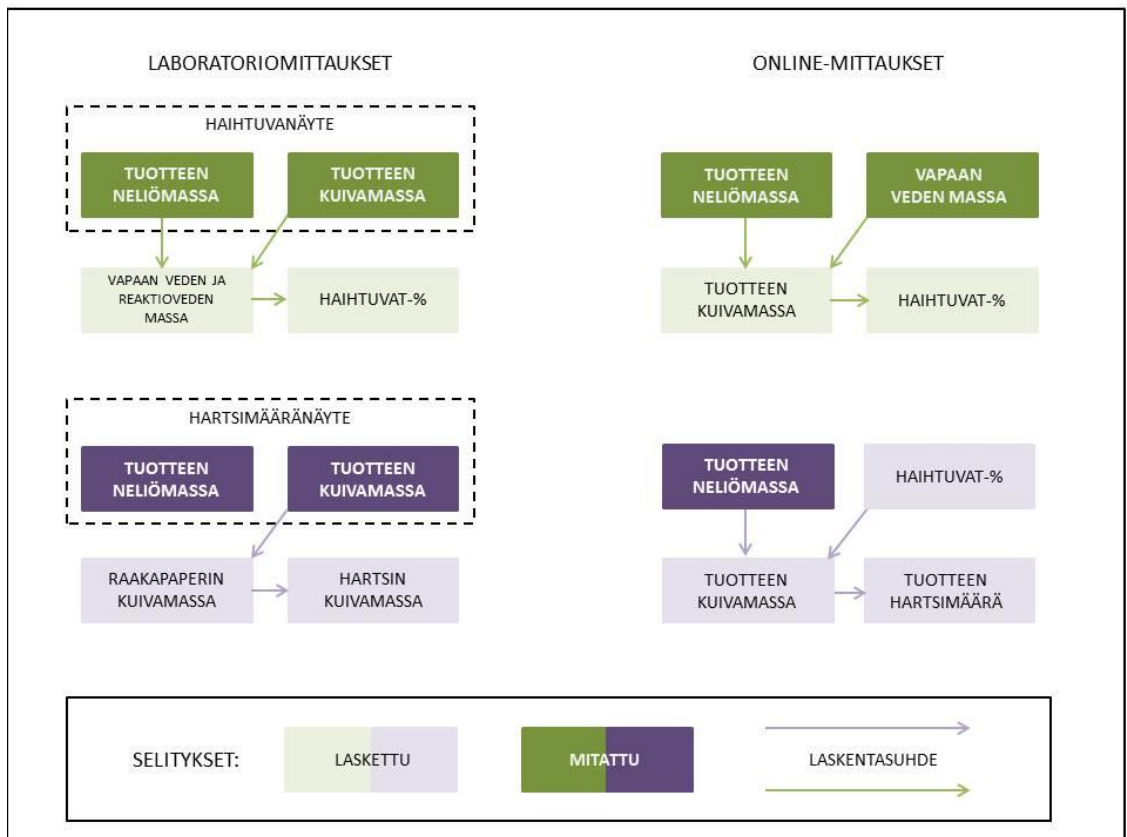 LABORATORIOMITTAUKSET
ONLINE-MITTAUKSET
HAIHTUVANÄYTE
TUOTTEEN
NELIÖMASSA
TUOTTEEN
KUIVAMASSA
TUOTTEEN
NELIÖMASSA
VAPAAN
VEDEN MASSA
VAPAAN VEDEN JA
REAKTIOVEDEN
MASSA
HAIHTUVAT-%
TUOTTEEN
KUIVAMASSA
HAIHTUVAT-%
HARTSIMÄÄRÄNÄYTE
TUOTTEEN
NELIÖMASSA
TUOTTEEN
KUIVAMASSA
TUOTTEEN
NELIÖMASSA
HAIHTUVAT-%
RAAKAPAPERIN
KUIVAMASSA
HARTSIN
KUIVAMASSA
TUOTTEEN
KUIVAMASSA
TUOTTEEN
HARTSIMÄÄRÄ
SELITYKSET:
LASKETTU
MITATTU
LASKENTASUHDE